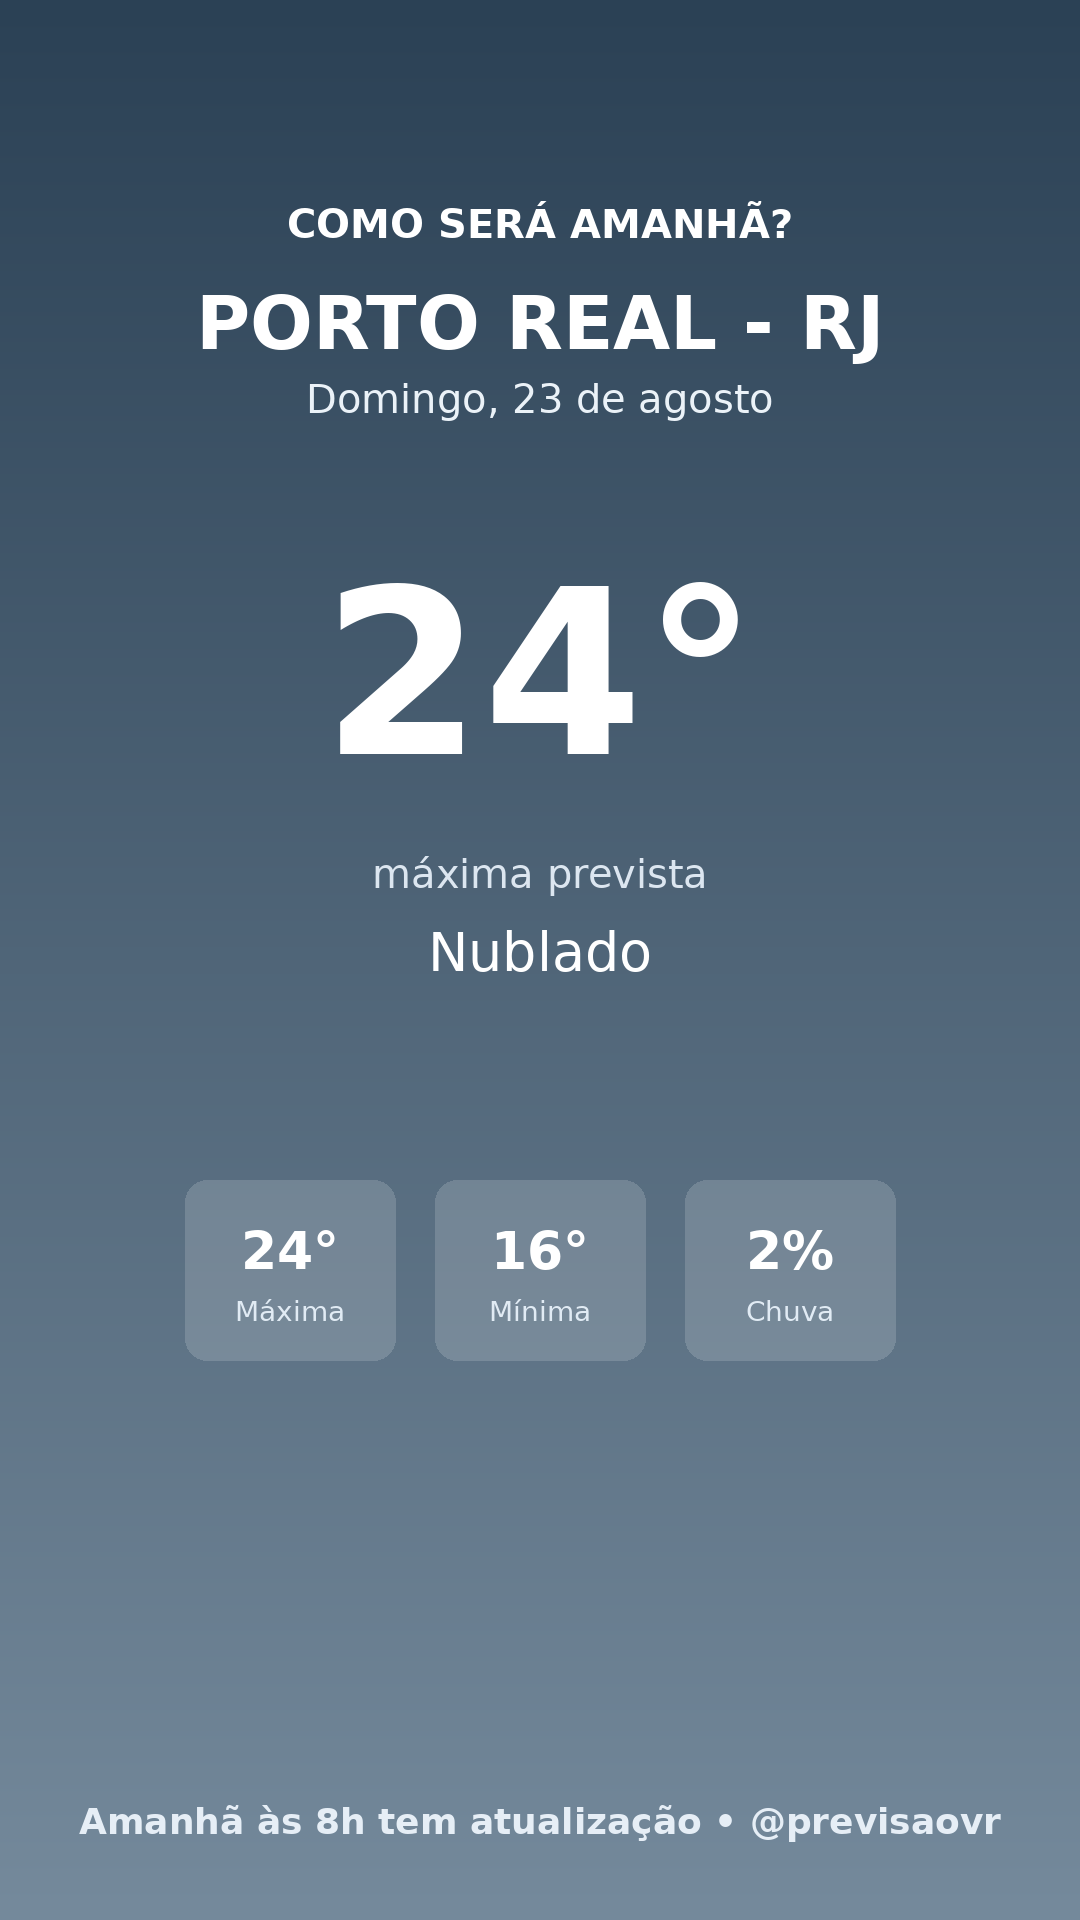 COMO SERÁ AMANHÃ?
PORTO REAL - RJ
Domingo, 23 de agosto
24°
máxima prevista
Nublado
24°
Máxima
16°
Mínima
2%
Chuva
Amanhã às 8h tem atualização • @previsaovr